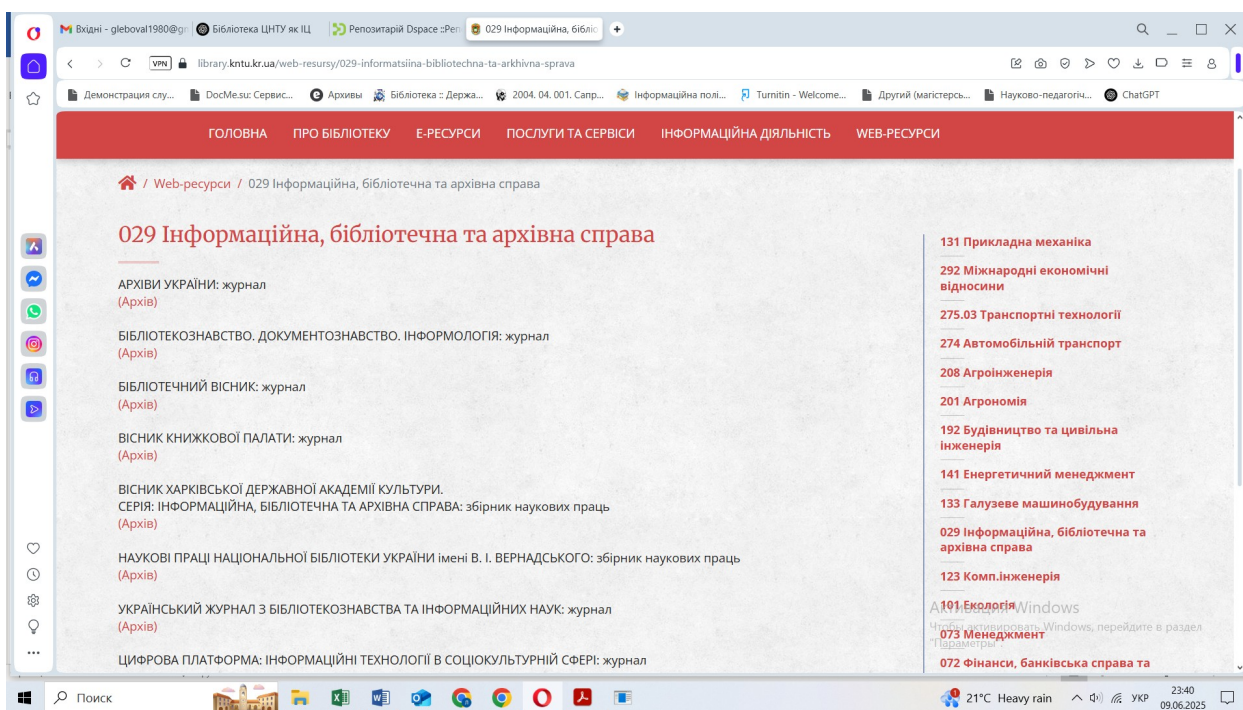 Вхідні - gleboval1980@gm
Бібліотека ЦНТУ як ІЦ
Репозитарій Dspace ::Реп
029 Інформаційна, бібліо
VPN
library.kntu.kr.ua/web-resursy/029-informatsiina-bibliotechna-ta-arkhivna-sprava
Демонстрация слу...
DocMe.su: Сервис...
Архивы
Бібліотека :: Держа...
2004. 04. 001. Сапр...
Інформаційна полі...
Turnitin - Welcome...
Другий (магістерсь...
Науково-педагогіч...
ChatGPT
ГОЛОВНА
ПРО БІБЛІОТЕКУ
Е-РЕСУРСИ
ПОСЛУГИ ТА СЕРВІСИ
ІНФОРМАЦІЙНА ДІЯЛЬНІСТЬ
WEB-РЕСУРСИ
/ Web-ресурси / 029 Інформаційна, бібліотечна та архівна справа
029 Інформаційна, бібліотечна та архівна справа
АРХІВИ УКРАЇНИ: журнал
(Архів)
БІБЛІОТЕКОЗНАВСТВО. ДОКУМЕНТОЗНАВСТВО. ІНФОРМОЛОГІЯ: журнал
(Архів)
БІБЛІОТЕЧНИЙ ВІСНИК: журнал
(Архів)
ВІСНИК КНИЖКОВОЇ ПАЛАТИ: журнал
(Архів)
ВІСНИК ХАРКІВСЬКОЇ ДЕРЖАВНОЇ АКАДЕМІЇ КУЛЬТУРИ.
СЕРІЯ: ІНФОРМАЦІЙНА, БІБЛІОТЕЧНА ТА АРХІВНА СПРАВА: збірник наукових праць
(Архів)
НАУКОВІ ПРАЦІ НАЦІОНАЛЬНОЇ БІБЛІОТЕКИ УКРАЇНИ імені В. І. ВЕРНАДСЬКОГО: збірник наукових праць
(Архів)
УКРАЇНСЬКИЙ ЖУРНАЛ З БІБЛІОТЕКОЗНАВСТВА ТА ІНФОРМАЦІЙНИХ НАУК: журнал
(Архів)
ЦИФРОВА ПЛАТФОРМА: ІНФОРМАЦІЙНІ ТЕХНОЛОГІЇ В СОЦІОКУЛЬТУРНІЙ СФЕРІ: журнал
131 Прикладна механіка
292 Міжнародні економічні
відносини
275.03 Транспортні технології
274 Автомобільній транспорт
208 Агроінженерія
201 Агрономія
192 Будівництво та цивільна
інженерія
141 Енергетичний менеджмент
133 Галузеве машинобудування
029 Інформаційна, бібліотечна та
архівна справа
123 Комп.інженерія
101 Екологія
073 Менеджмент
072 Фінанси, банківська справа та
Активация Windows
Чтобы активировать Windows, перейдите в раздел
"Параметры".
Поиск
21°C Heavy rain
УКР
23:40
09.06.2025